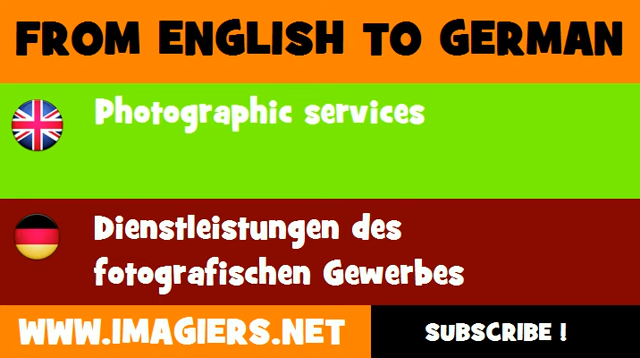 FROM ENGLISH TO GERMAN
Photographic services
Dienstleistungen des
fotografischen Gewerbes
WWW.IMAGIERS.NET
SUBSCRIBE !